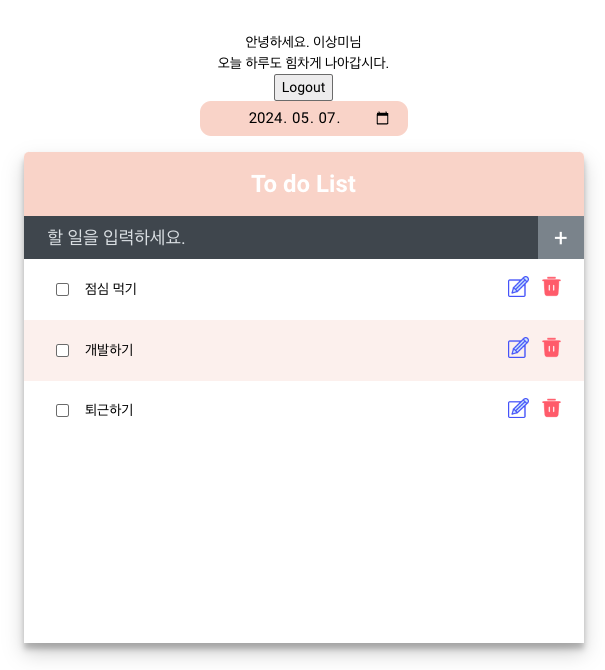 안녕하세요. 이상미님
오늘 하루도 힘차게 나아갑시다.
Logout
2024. 05. 07.
To do List
할 일을 입력하세요.
+
점심 먹기
개발하기
퇴근하기